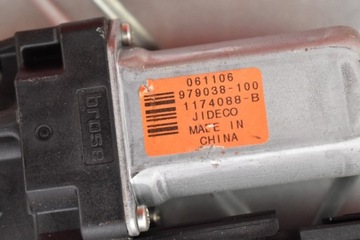 brose
061106
979038-100
1174088-B
JIDECO
MADE IN
CHINA